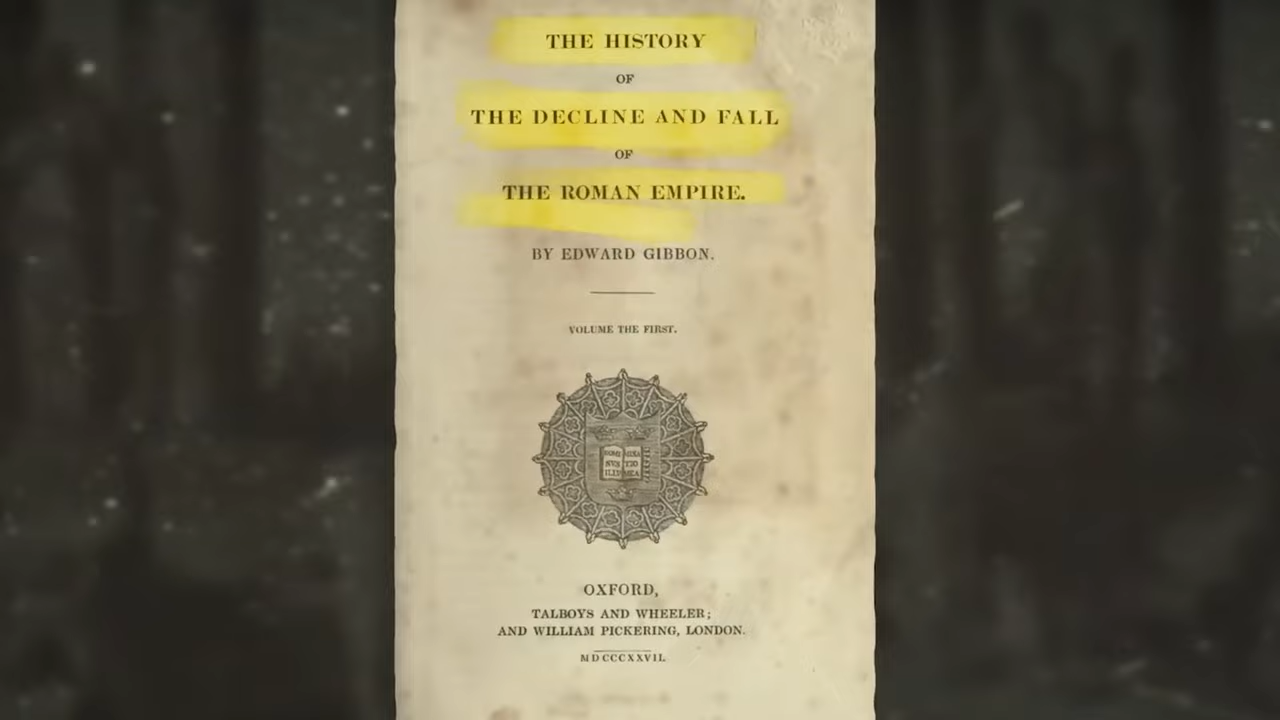 THE HISTORY
OF
THE DECLINE AND FALL
OF
THE ROMAN EMPIRE.
BY EDWARD GIBBON.
VOLUME THE FIRST.
OXFORD,
TALBOYS AND WHEELER;
AND WILLIAM PICKERING, LONDON.
MDCCCXXVII.